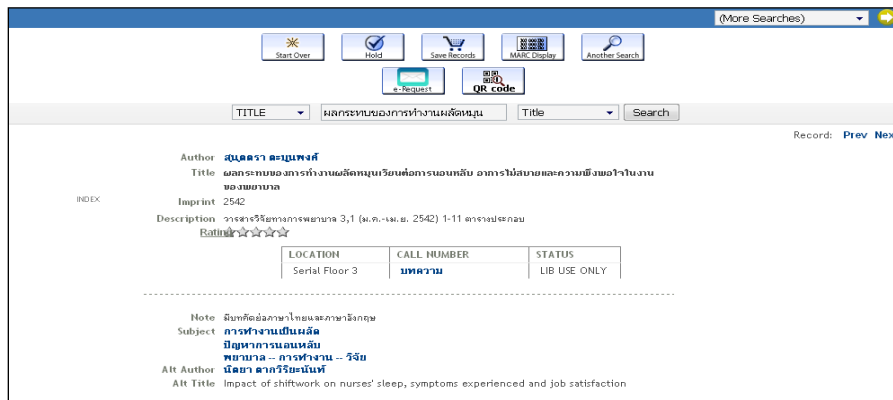 (More Searches)
Start Over Hold Save Records MARC Display Another Search
e-Request QR code
TITLE ผลกระทบของการทำงานผลัดหมุน Title Search
Record: Prev Nex
Author สุนุดตรา ตะบูนพงศ์
Title ผลกระทบของการทำงานผลัดหมุนเวียนต่อการนอนหลับ อาการไม่สบายและความพึงพอใจในงาน
ของพยาบาล
INDEX
Imprint 2542
Description วารสารวิจัยทางการพยาบาล 3,1 (ม.ค.-เม.ย. 2542) 1-11 ตารางประกอบ
Rating
LOCATION CALL NUMBER STATUS
Serial Floor 3 บทความ LIB USE ONLY
Note มีบทคัดย่อภาษาไทยและภาษาอังกฤษ
Subject การทำงานเป็นผลัด
ปัญหาการนอนหลับ
พยาบาล -- การทำงาน -- วิจัย
Alt Author นิตยา ตากวิริยะนันท์
Alt Title Impact of shiftwork on nurses' sleep, symptoms experienced and job satisfaction